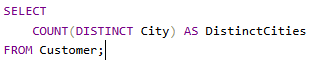 SELECT
    COUNT(DISTINCT City) AS DistinctCities
FROM Customer;